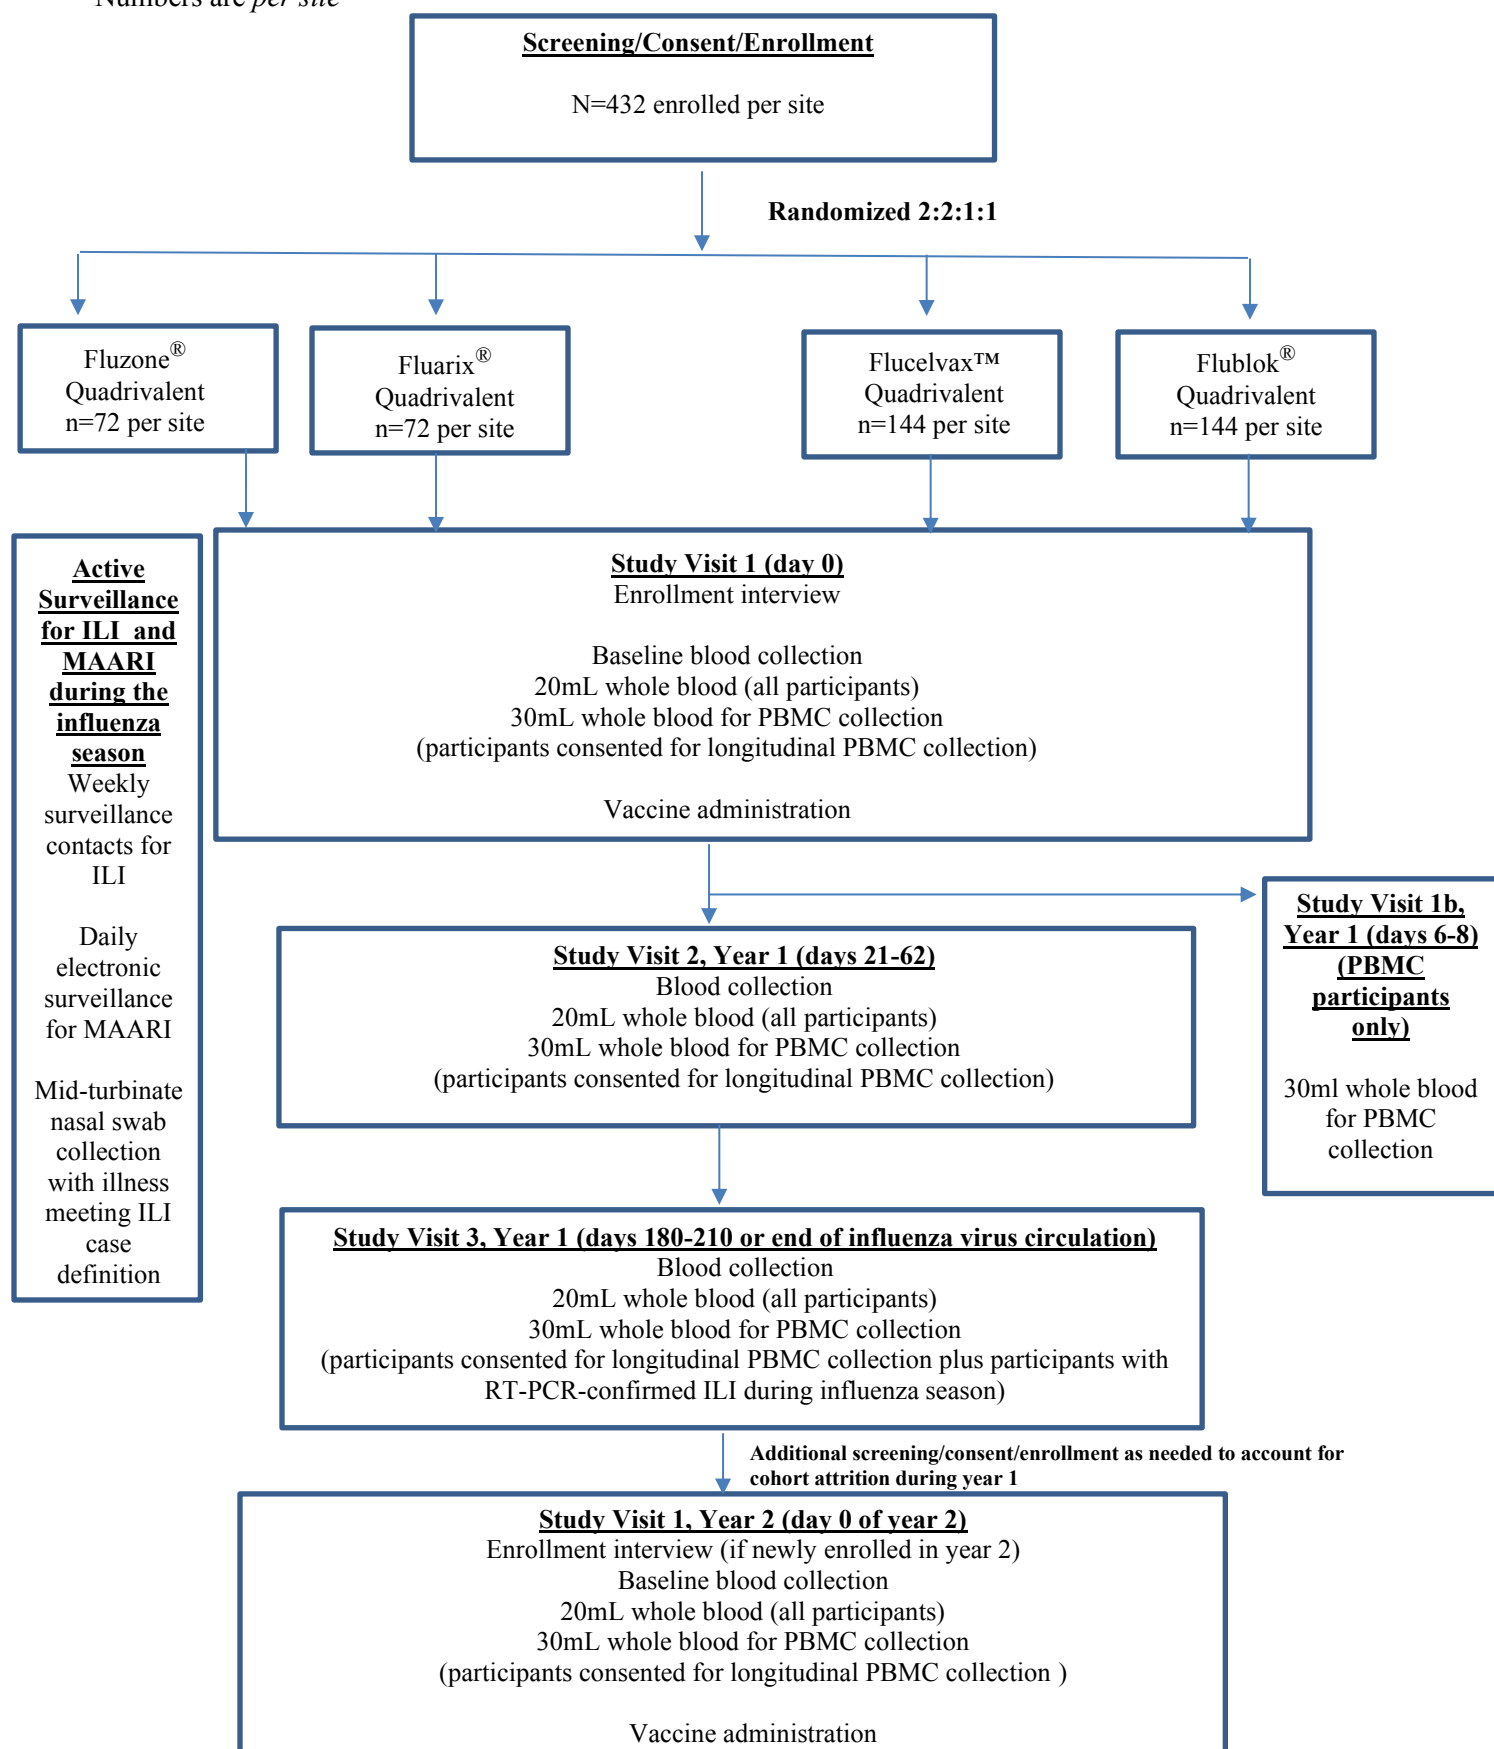 Numbers are per site
Screening/Consent/Enrollment
N=432 enrolled per site
Randomized 2:2:1:1
Fluzone®
Quadrivalent
n=72 per site
Fluarix®
Quadrivalent
n=72 per site
Flucelvax™
Quadrivalent
n=144 per site
Flublok®
Quadrivalent
n=144 per site
Active
Surveillance
for ILI and
MAARI
during the
influenza
season
Weekly
surveillance
contacts for
ILI
Daily
electronic
surveillance
for MAARI
Mid-turbinate
nasal swab
collection
with illness
meeting ILI
case
definition
Study Visit 1 (day 0)
Enrollment interview
Baseline blood collection
20mL whole blood (all participants)
30mL whole blood for PBMC collection
(participants consented for longitudinal PBMC collection)
Vaccine administration
Study Visit 1b,
Year 1 (days 6-8)
(PBMC
participants
only)
30ml whole blood
for PBMC
collection
Study Visit 2, Year 1 (days 21-62)
Blood collection
20mL whole blood (all participants)
30mL whole blood for PBMC collection
(participants consented for longitudinal PBMC collection)
Study Visit 3, Year 1 (days 180-210 or end of influenza virus circulation)
Blood collection
20mL whole blood (all participants)
30mL whole blood for PBMC collection
(participants consented for longitudinal PBMC collection plus participants with
RT-PCR-confirmed ILI during influenza season)
Additional screening/consent/enrollment as needed to account for
cohort attrition during year 1
Study Visit 1, Year 2 (day 0 of year 2)
Enrollment interview (if newly enrolled in year 2)
Baseline blood collection
20mL whole blood (all participants)
30mL whole blood for PBMC collection
(participants consented for longitudinal PBMC collection )
Vaccine administration